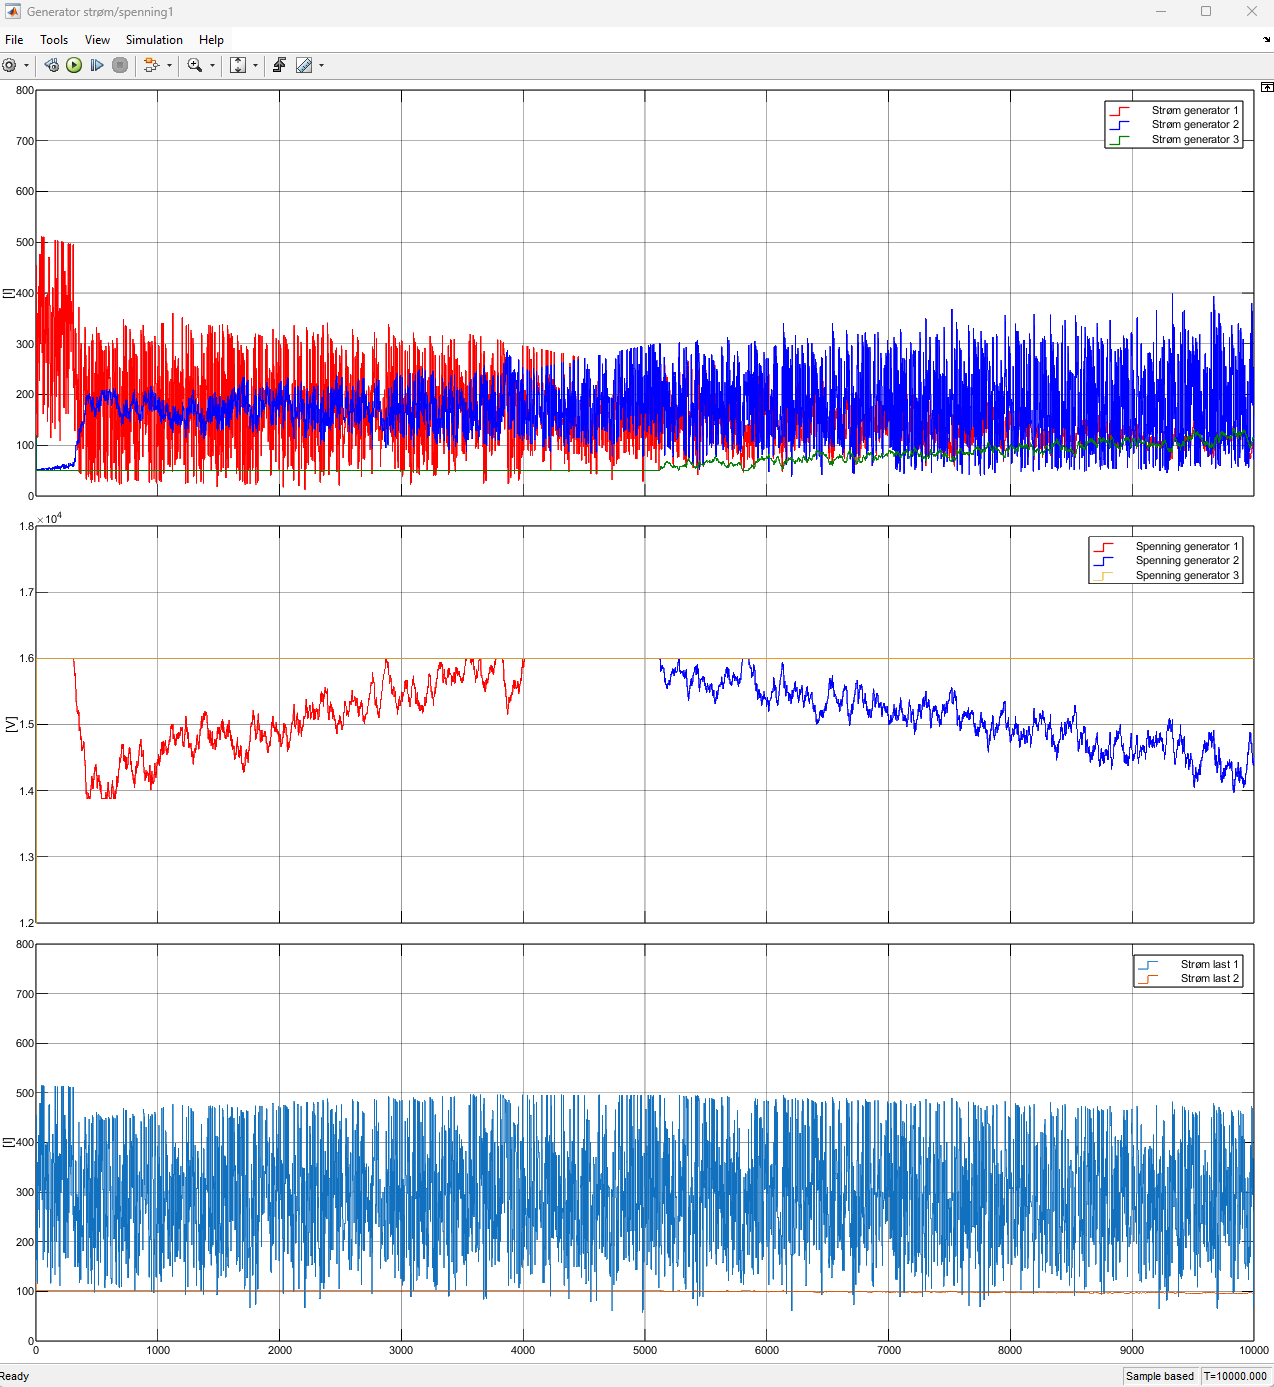 Generator strøm/spenning1
File Tools View Simulation Help
800
700
600
500
400
300
200
100
0
[I]
Strøm generator 1
Strøm generator 2
Strøm generator 3
×10⁴
1.8
1.7
1.6
1.5
1.4
1.3
1.2
[V]
Spenning generator 1
Spenning generator 2
Spenning generator 3
800
700
600
500
400
300
200
100
0
[I]
Strøm last 1
Strøm last 2
0 1000 2000 3000 4000 5000 6000 7000 8000 9000 10000
Ready Sample based T=10000.000